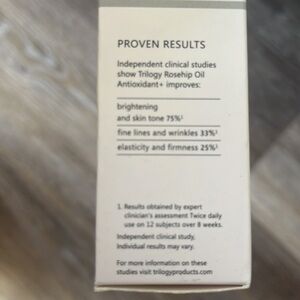 PROVEN RESULTS
Independent clinical studies
show Trilogy Rosehip Oil
Antioxidant+ improves:
brightening
and skin tone 75%¹
fine lines and wrinkles 33%¹
elasticity and firmness 25%¹
1. Results obtained by expert
clinician's assessment Twice daily
use on 12 subjects over 8 weeks.
Independent clinical study,
Individual results may vary.
For more information on these
studies visit trilogyproducts.com